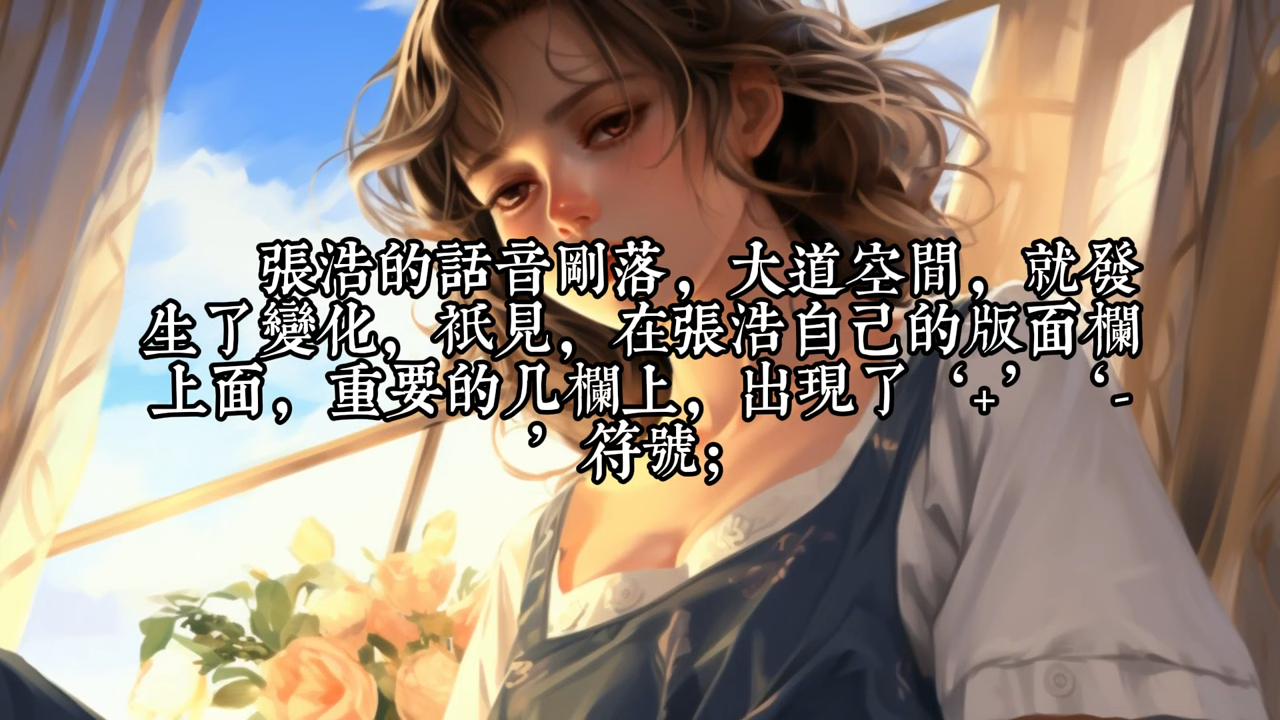 張浩的話音剛落，大道空間，就發
生了變化，衹見，在張浩自己的版面欄
上面，重要的几欄上，出現了‘+’ ‘-
’符號；